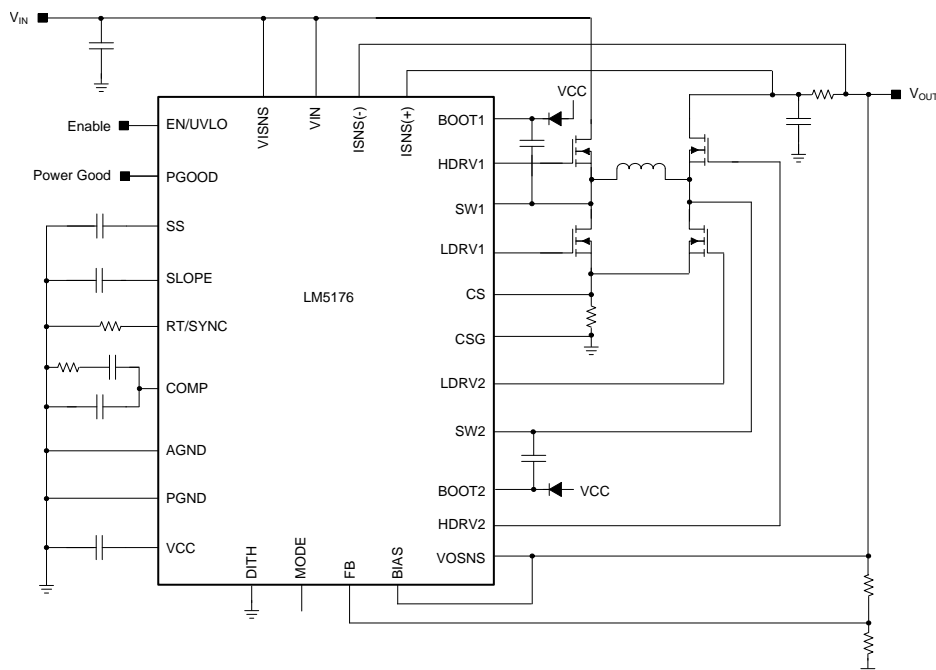 VIN
VISNS
VIN
ISNS(-)
ISNS(+)
VCC
VOUT
Enable
EN/UVLO
BOOT1
Power Good
PGOOD
HDRV1
SS
SW1
SLOPE
LDRV1
LM5176
CS
RT/SYNC
CSG
COMP
LDRV2
SW2
AGND
BOOT2
VCC
PGND
HDRV2
VCC
VOSNS
DITH
MODE
FB
BIAS